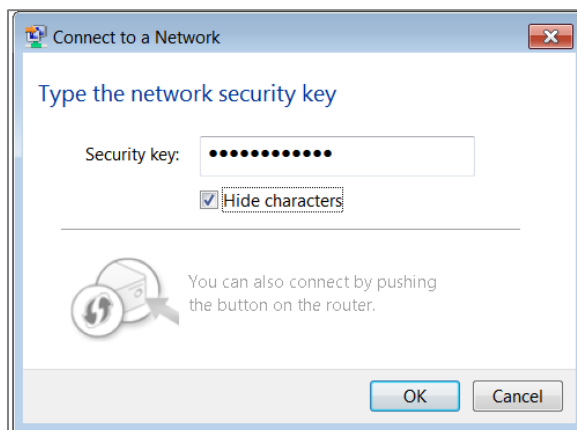 Connect to a Network
Type the network security key
Security key: ••••••••••••
Hide characters
You can also connect by pushing
the button on the router.
OK Cancel